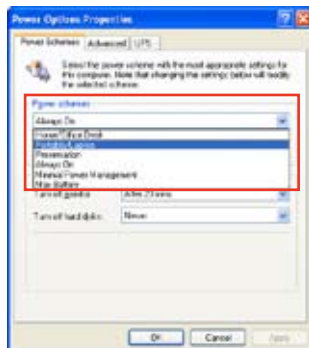 Power Options Properties
Power Schemes Advanced UPS
Select the power scheme with the most appropriate settings for
this computer. Note that changing the settings below will modify
the selected scheme.
Power schemes
Always On
Home/Office Desk
Portable/Laptop
Presentation
Always On
Minimal Power Management
Max Battery
Turn off monitor: After 20 mins
Turn off hard disks: Never
OK Cancel Apply